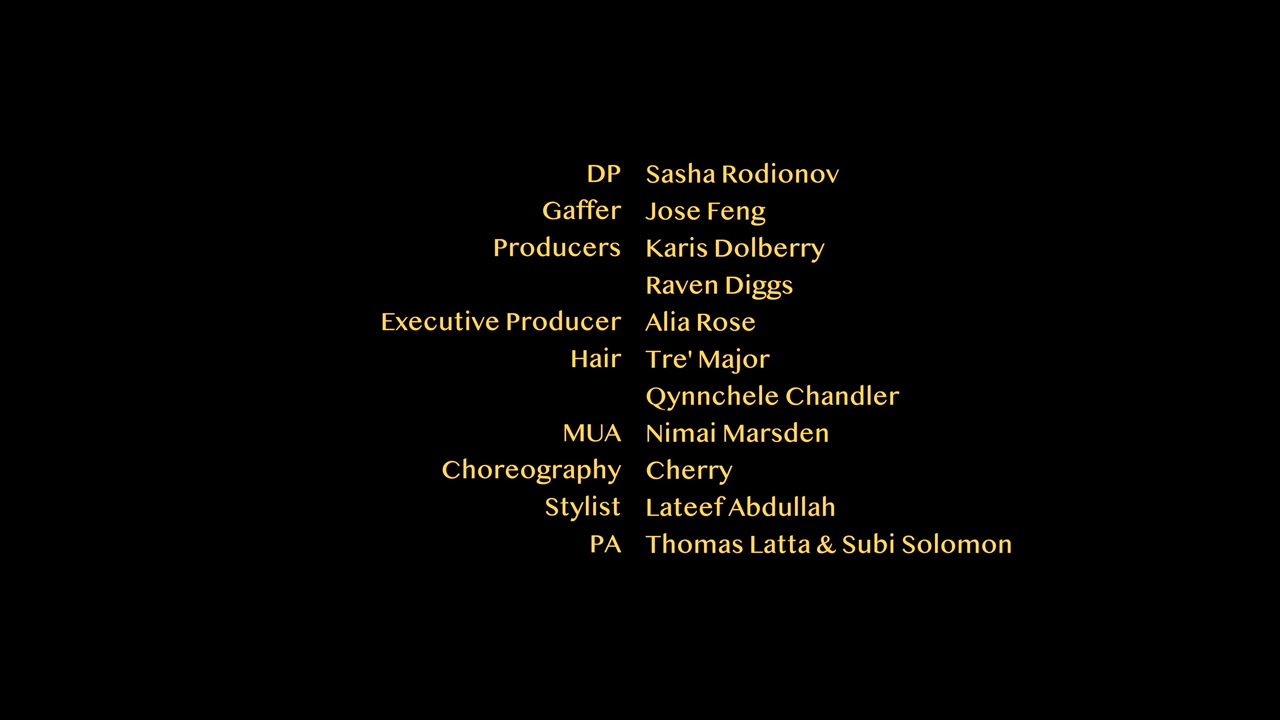 DP Sasha Rodionov
Gaffer Jose Feng
Producers Karis Dolberry
Raven Diggs
Executive Producer Alia Rose
Hair Tre' Major
Qynnchele Chandler
MUA Nimai Marsden
Choreography Cherry
Stylist Lateef Abdullah
PA Thomas Latta & Subi Solomon